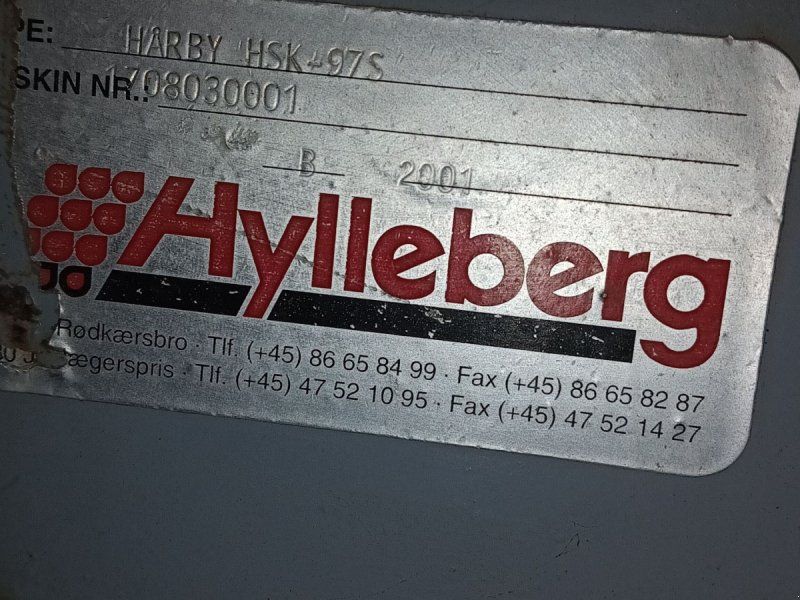 PE: HÅRBY HSK-97S
SKIN NR.: 1708030001
B 2001
Hylleberg
Rødkærsbro · Tlf. (+45) 86 65 84 99 · Fax (+45) 86 65 82 87
ægerspris · Tlf. (+45) 47 52 10 95 · Fax (+45) 47 52 14 27